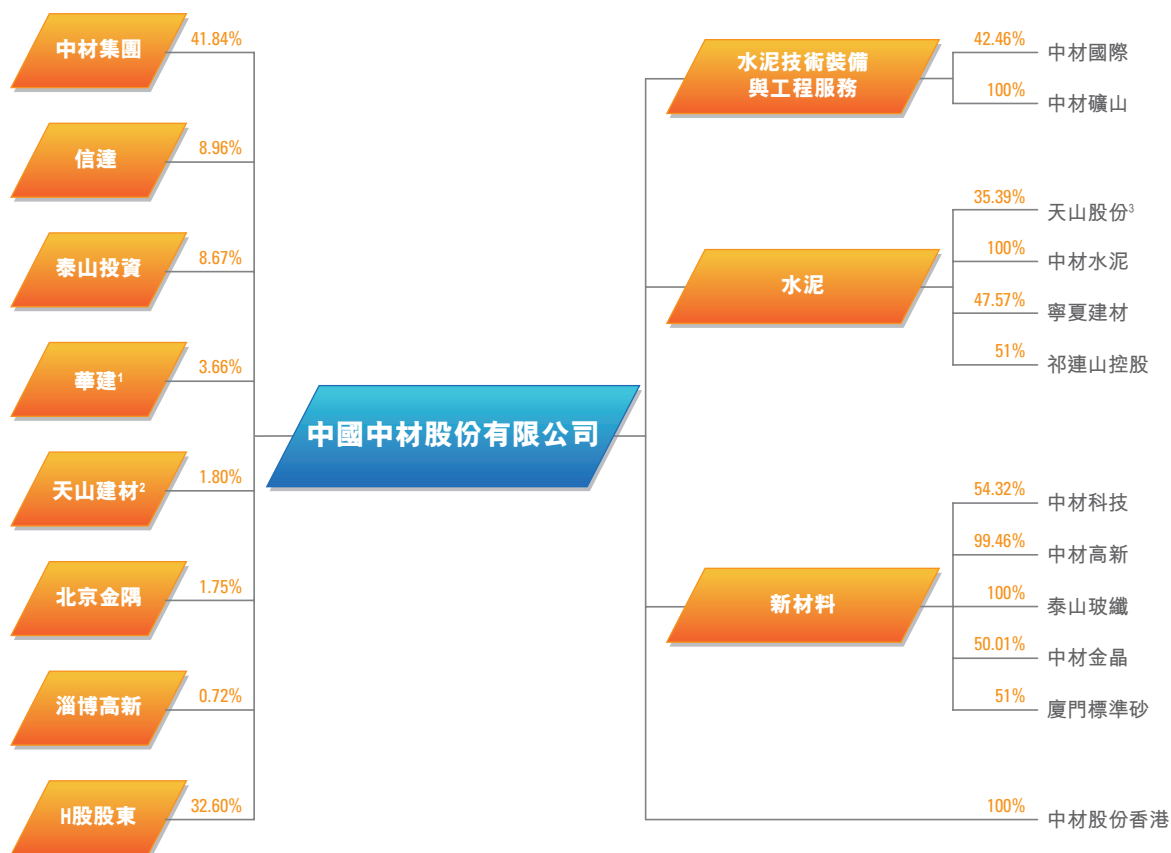 中材集團
41.84%
信達
8.96%
泰山投資
8.67%
華建1
3.66%
天山建材2
1.80%
北京金隅
1.75%
淄博高新
0.72%
H股股東
32.60%
中國中材股份有限公司
水泥技術裝備
與工程服務
42.46%
中材國際
100%
中材礦山
水泥
35.39%
天山股份3
100%
中材水泥
47.57%
寧夏建材
51%
祁連山控股
新材料
54.32%
中材科技
99.46%
中材高新
100%
泰山玻纖
50.01%
中材金晶
51%
廈門標準砂
100%
中材股份香港